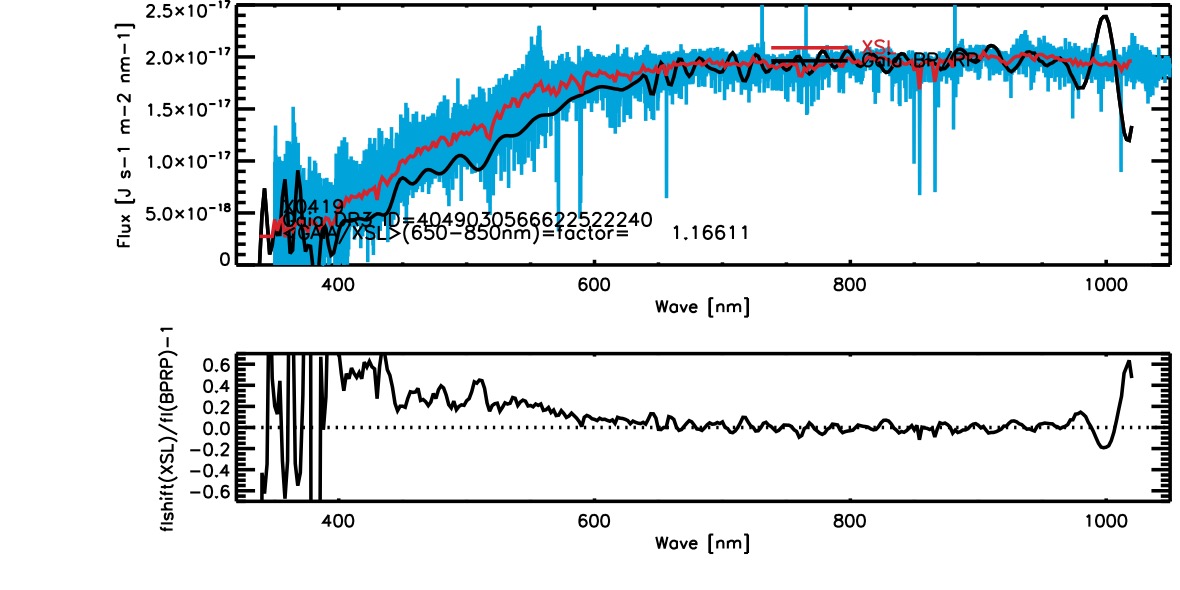 2.5×10⁻¹⁷
2.0×10⁻¹⁷
1.5×10⁻¹⁷
1.0×10⁻¹⁷
5.0×10⁻¹⁸
0
Flux [J s−1 m−2 nm−1]
XSL
Gaia BP/RP
X0419
Gaia DR3 ID=4049030566622522240
<GAIA/XSL>(650−850nm)=factor= 1.16611
400 600 800 1000
Wave [nm]
0.6
0.4
0.2
0.0
−0.2
−0.4
−0.6
flshift(XSL)/fl(BPRP)−1
400 600 800 1000
Wave [nm]